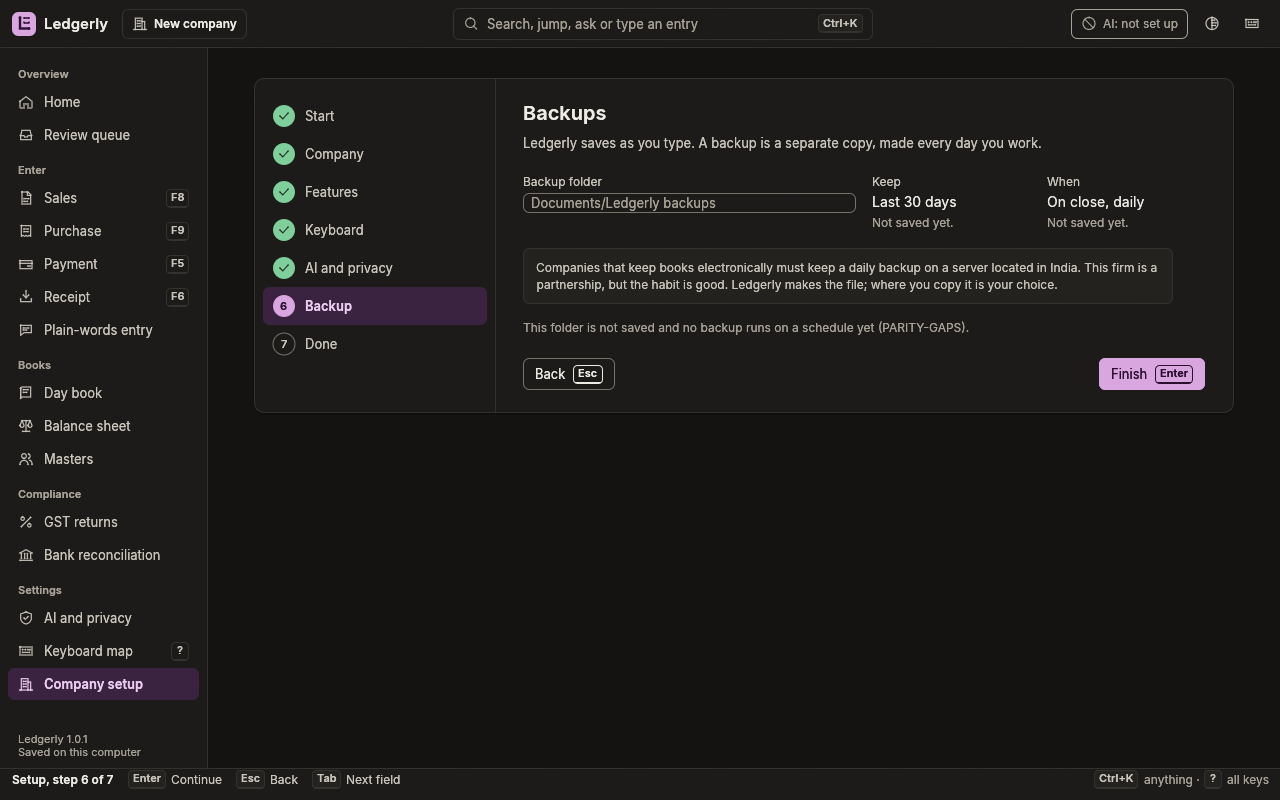 Ledgerly
New company
Search, jump, ask or type an entry
Ctrl+K
AI: not set up
Overview
Home
Review queue
Enter
Sales F8
Purchase F9
Payment F5
Receipt F6
Plain-words entry
Books
Day book
Balance sheet
Masters
Compliance
GST returns
Bank reconciliation
Settings
AI and privacy
Keyboard map ?
Company setup
Ledgerly 1.0.1
Saved on this computer
Start
Company
Features
Keyboard
AI and privacy
6 Backup
7 Done
Backups
Ledgerly saves as you type. A backup is a separate copy, made every day you work.
Backup folder
Documents/Ledgerly backups
Keep
Last 30 days
Not saved yet.
When
On close, daily
Not saved yet.
Companies that keep books electronically must keep a daily backup on a server located in India. This firm is a
partnership, but the habit is good. Ledgerly makes the file; where you copy it is your choice.
This folder is not saved and no backup runs on a schedule yet (PARITY-GAPS).
Back Esc
Finish Enter
Setup, step 6 of 7 Enter Continue Esc Back Tab Next field
Ctrl+K anything · ? all keys